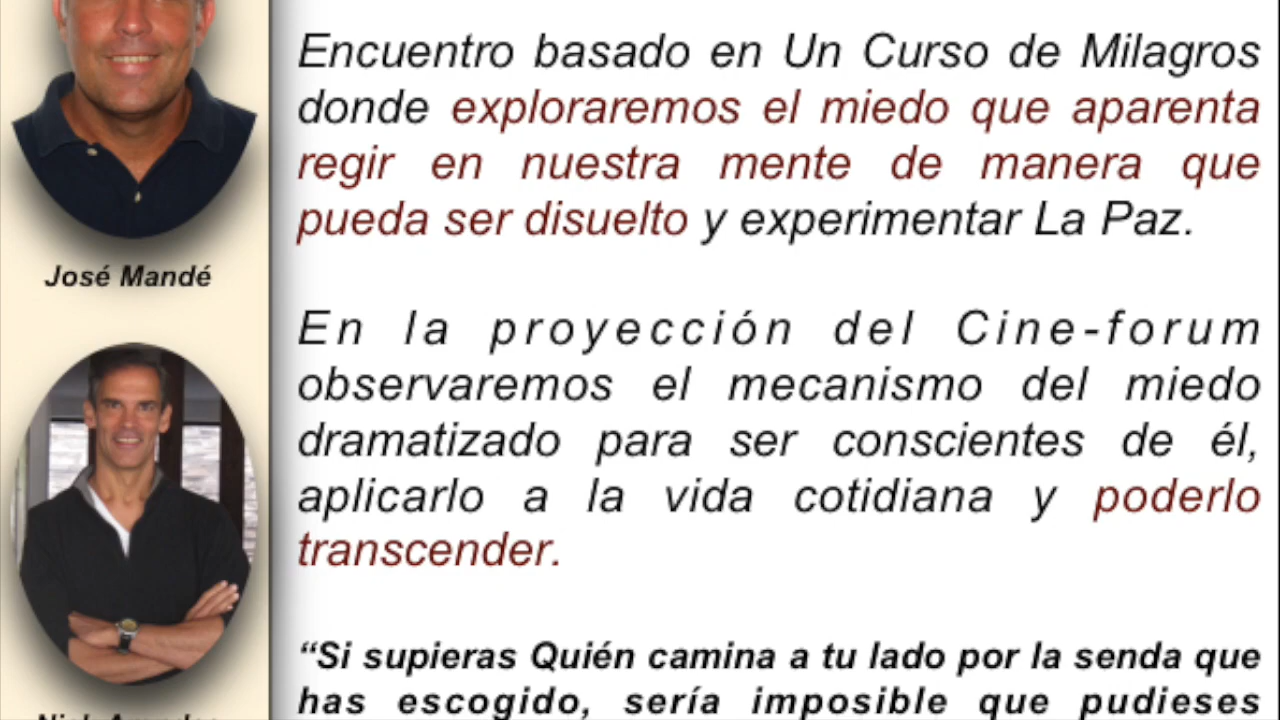 José Mandé
Encuentro basado en Un Curso de Milagros
donde exploraremos el miedo que aparenta
regir en nuestra mente de manera que
pueda ser disuelto y experimentar La Paz.
En la proyección del Cine-forum
observaremos el mecanismo del miedo
dramatizado para ser conscientes de él,
aplicarlo a la vida cotidiana y poderlo
transcender.
“Si supieras Quién camina a tu lado por la senda que
has escogido, sería imposible que pudieses